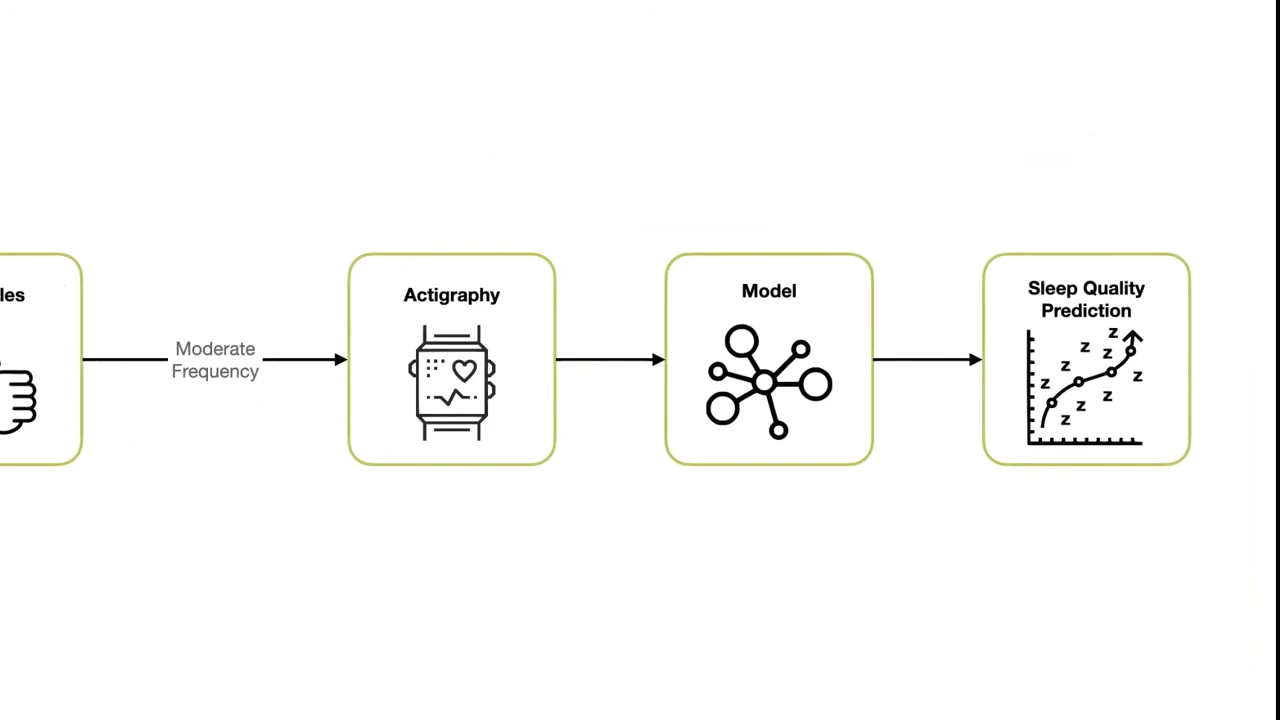 les
Moderate
Frequency
Actigraphy
Model
Sleep Quality
Prediction
z
z
z
z
z
z
z
z
z